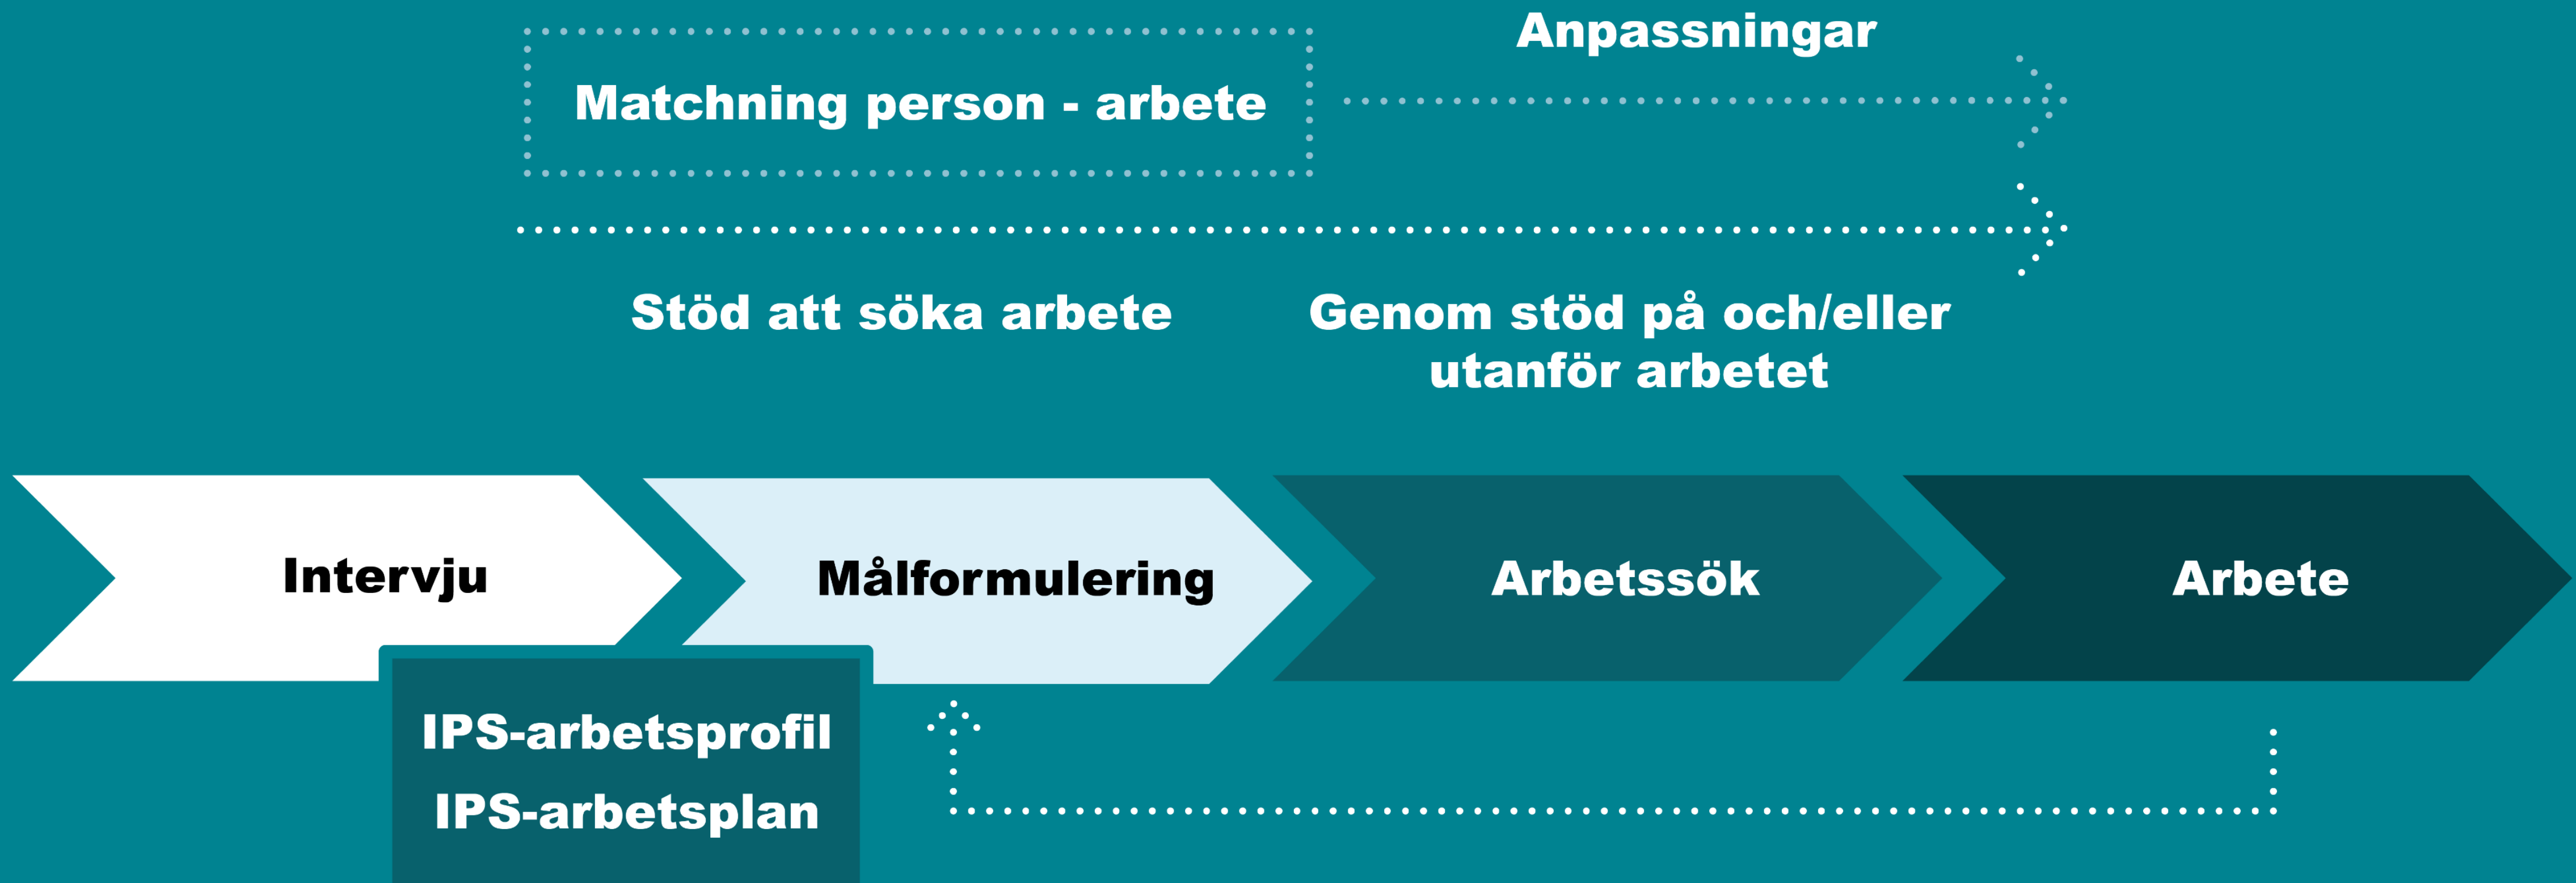 Anpassningar
Matchning person - arbete
Stöd att söka arbete
Genom stöd på och/eller
utanför arbetet
Intervju
Målformulering
Arbetssök
Arbete
IPS-arbetsprofil
IPS-arbetsplan